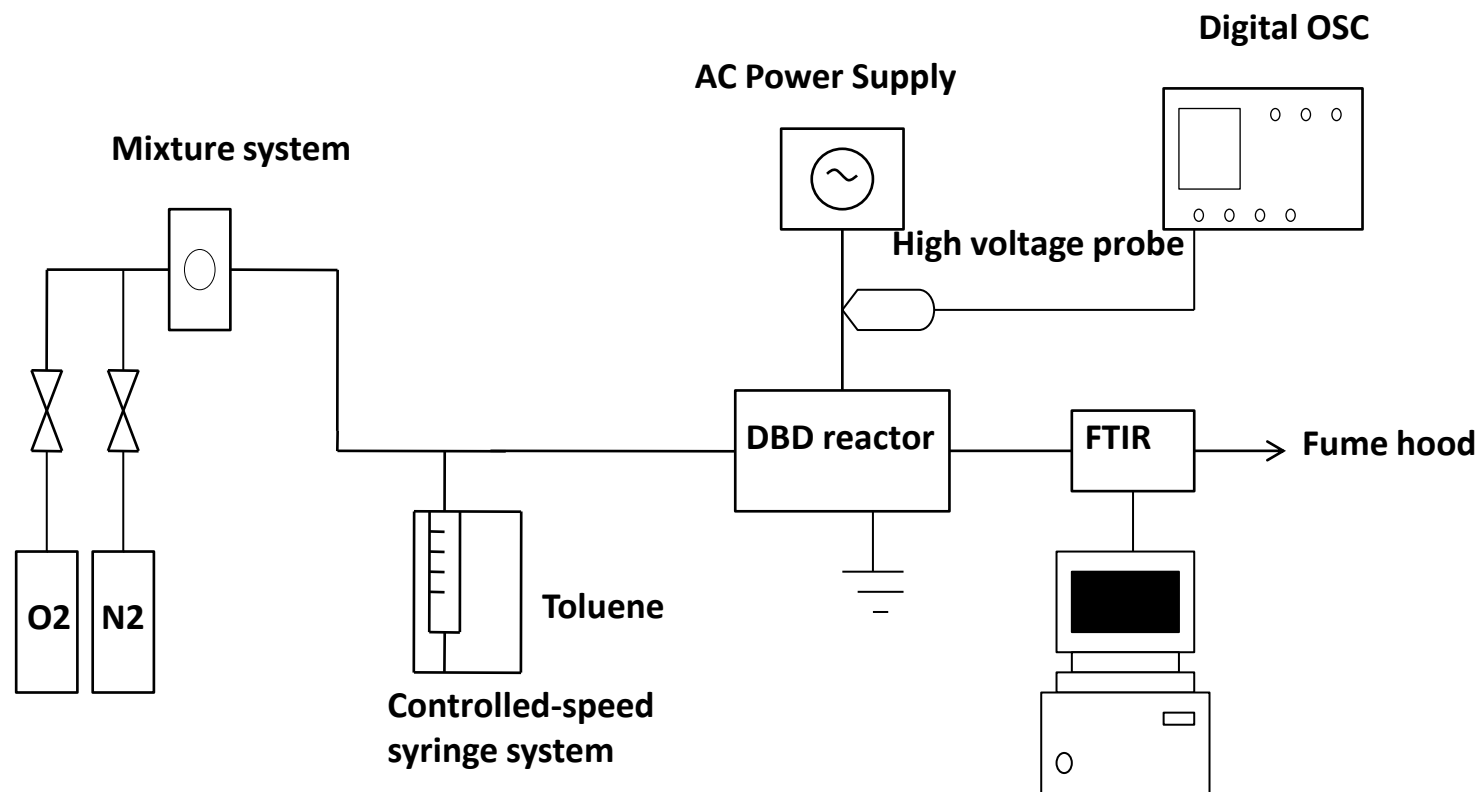 Digital OSC
AC Power Supply
Mixture system
High voltage probe
DBD reactor
FTIR
Fume hood
O2
N2
Toluene
Controlled-speed
syringe system